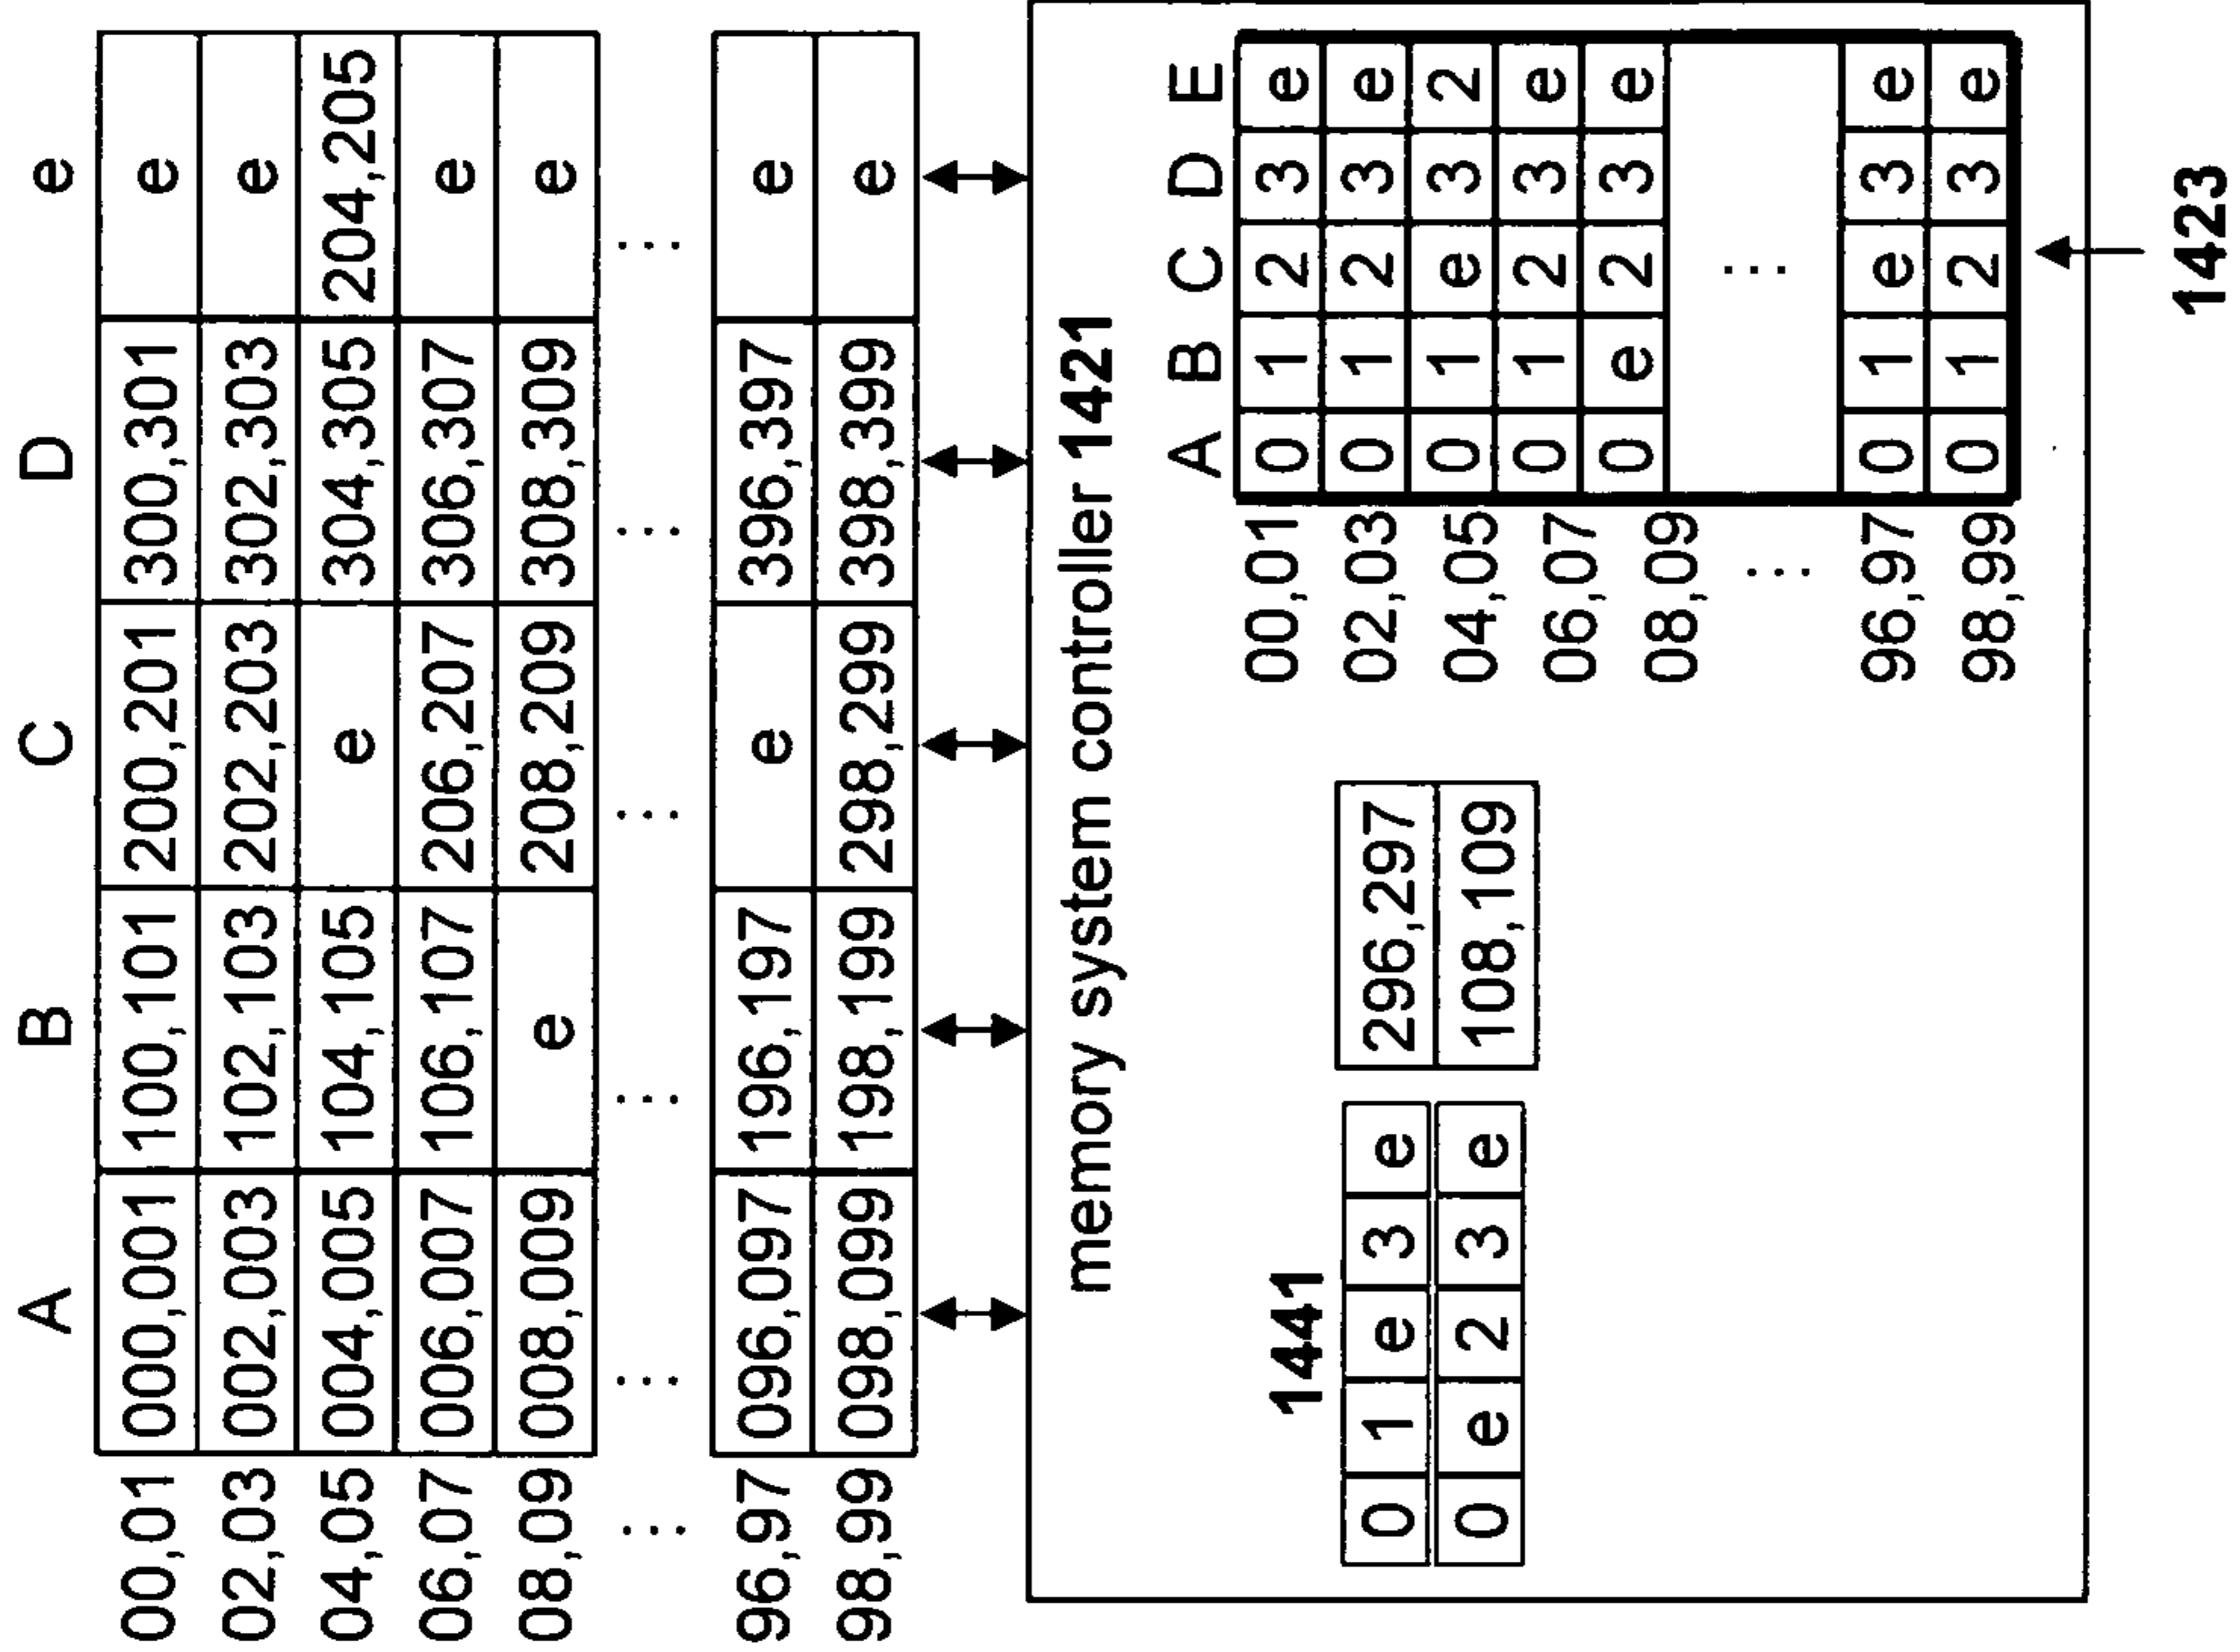 A B C D e
00,01 000,001 100,101 200,201 300,301 e
02,03 002,003 102,103 202,203 302,303 e
04,05 004,005 104,105 e 304,305 204,205
06,07 006,007 106,107 206,207 306,307 e
08,09 008,009 e 208,209 308,309 e
... ... ... ... ... ...
96,97 096,097 196,197 e 396,397 e
98,99 098,099 198,199 298,299 398,399 e
memory system controller 1421
1441
0 1 e 3 e 296,297
0 e 2 3 e 108,109
A B C D E
00,01 0 1 2 3 e
02,03 0 1 2 3 e
04,05 0 1 e 3 2
06,07 0 1 2 3 e
08,09 0 e 2 3 e
... ...
96,97 0 1 e 3 e
98,99 0 1 2 3 e
1423